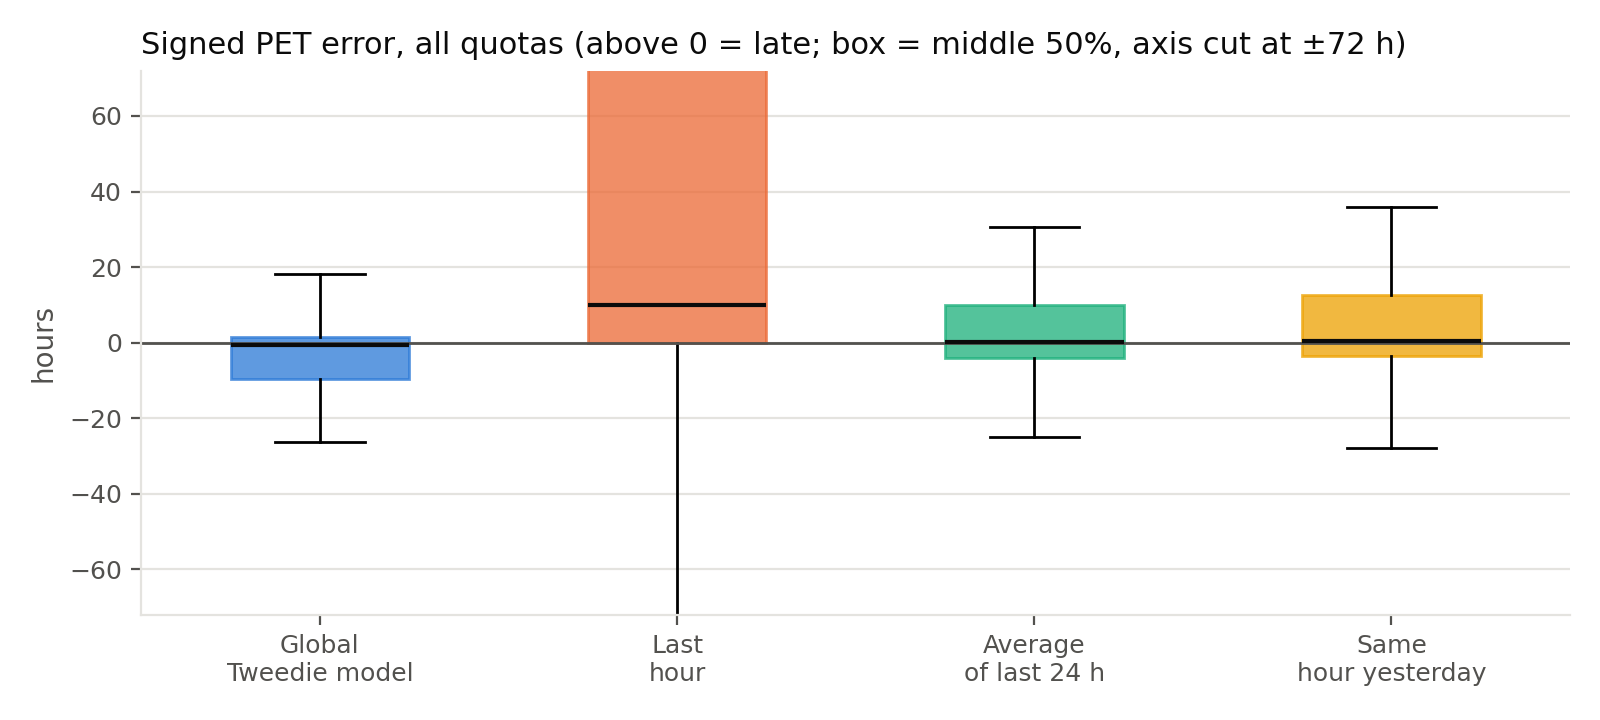 Signed PET error, all quotas (above 0 = late; box = middle 50%, axis cut at ±72 h)
60
40
20
0
−20
−40
−60
hours
Global
Tweedie model
Last
hour
Average
of last 24 h
Same
hour yesterday